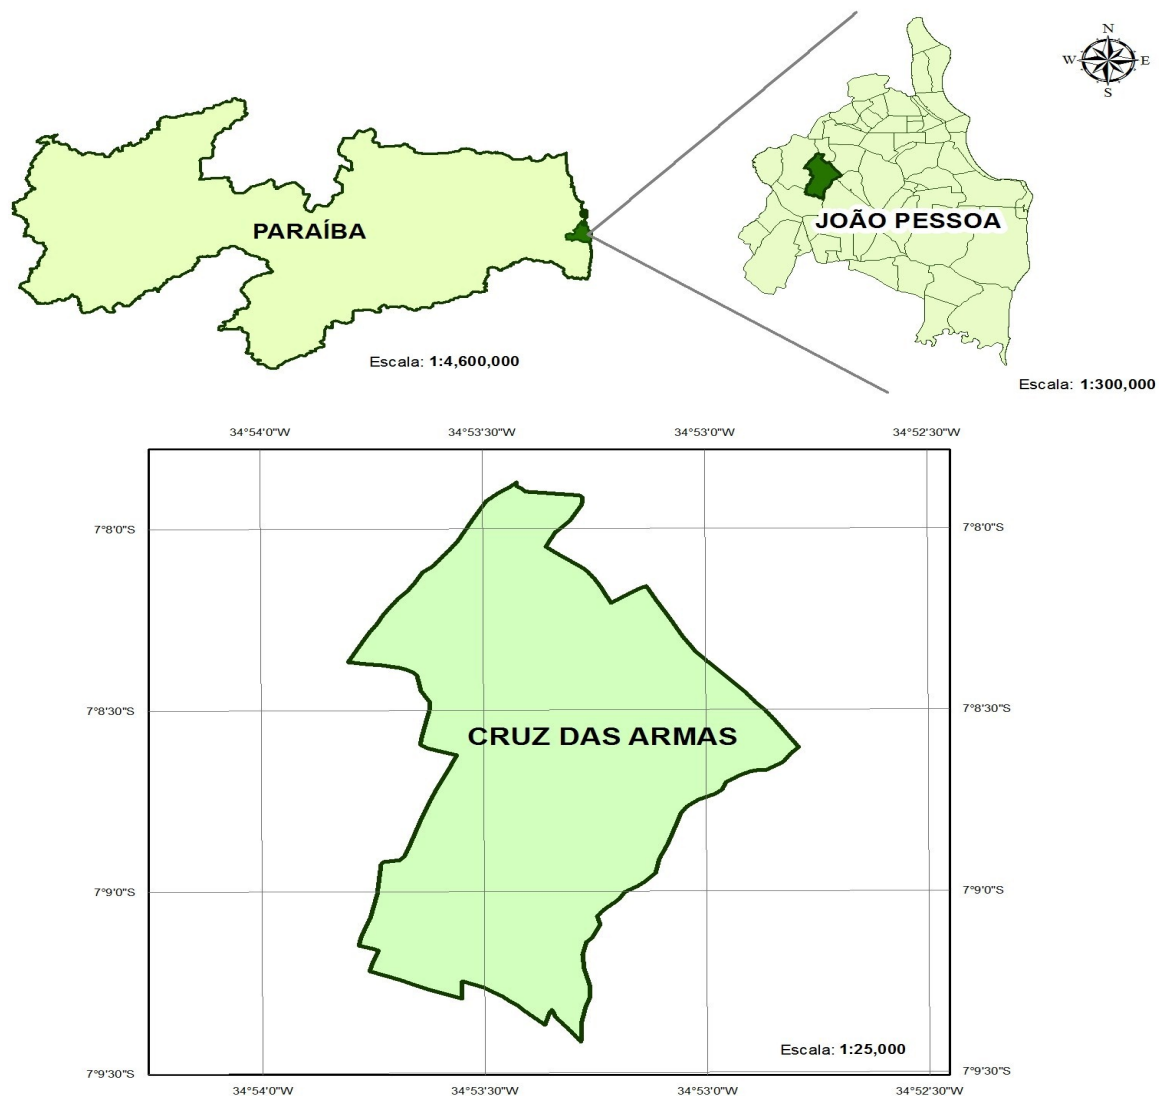 N
W E
S
PARAÍBA
JOÃO PESSOA
Escala: 1:4,600,000
Escala: 1:300,000
34°54'0"W 34°53'30"W 34°53'0"W 34°52'30"W
7°8'0"S 7°8'0"S
7°8'30"S 7°8'30"S
CRUZ DAS ARMAS
7°9'0"S 7°9'0"S
Escala: 1:25,000
7°9'30"S 7°9'30"S
34°54'0"W 34°53'30"W 34°53'0"W 34°52'30"W